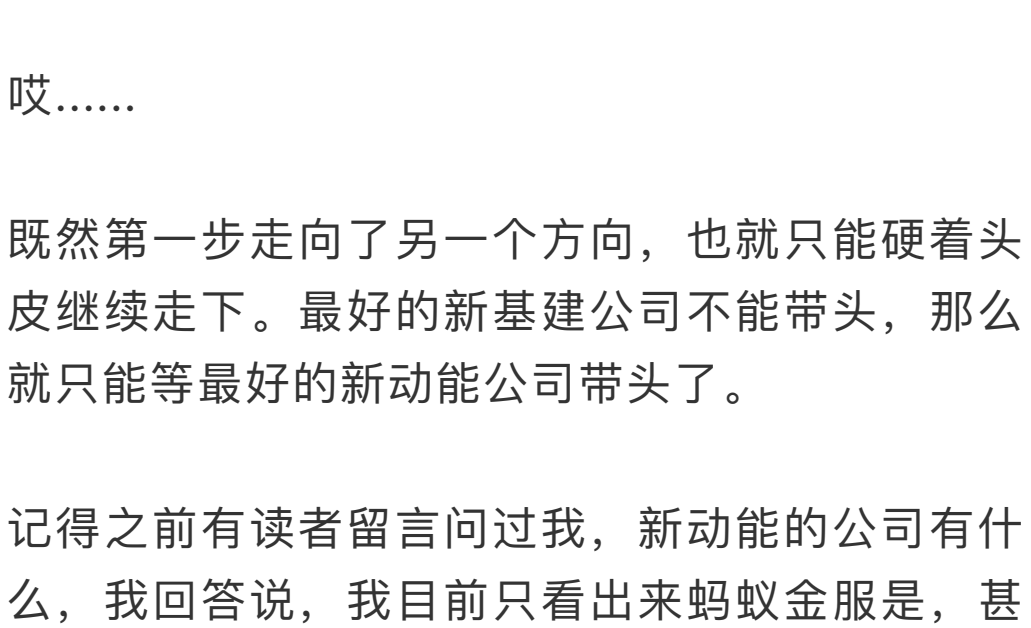 哎......
既然第一步走向了另一个方向，也就只能硬着头
皮继续走下。最好的新基建公司不能带头，那么
就只能等最好的新动能公司带头了。
记得之前有读者留言问过我，新动能的公司有什
么，我回答说，我目前只看出来蚂蚁金服是，甚